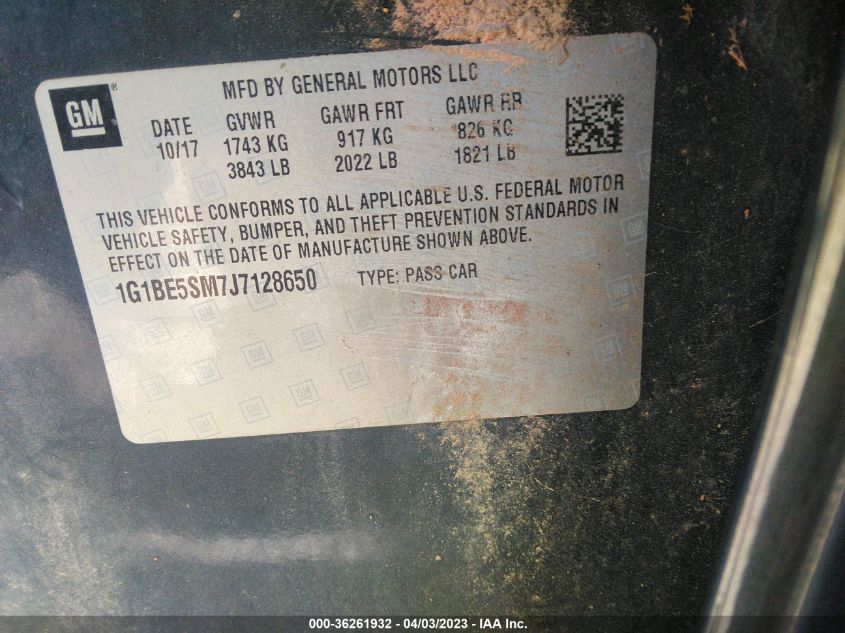 MFD BY GENERAL MOTORS LLC
GM
DATE GVWR GAWR FRT GAWR RR
10/17 1743 KG 917 KG 826 KG
3843 LB 2022 LB 1821 LB
THIS VEHICLE CONFORMS TO ALL APPLICABLE U.S. FEDERAL MOTOR
VEHICLE SAFETY, BUMPER, AND THEFT PREVENTION STANDARDS IN
EFFECT ON THE DATE OF MANUFACTURE SHOWN ABOVE.
1G1BE5SM7J7128650 TYPE: PASS CAR
000-36261932 - 04/03/2023 - IAA Inc.